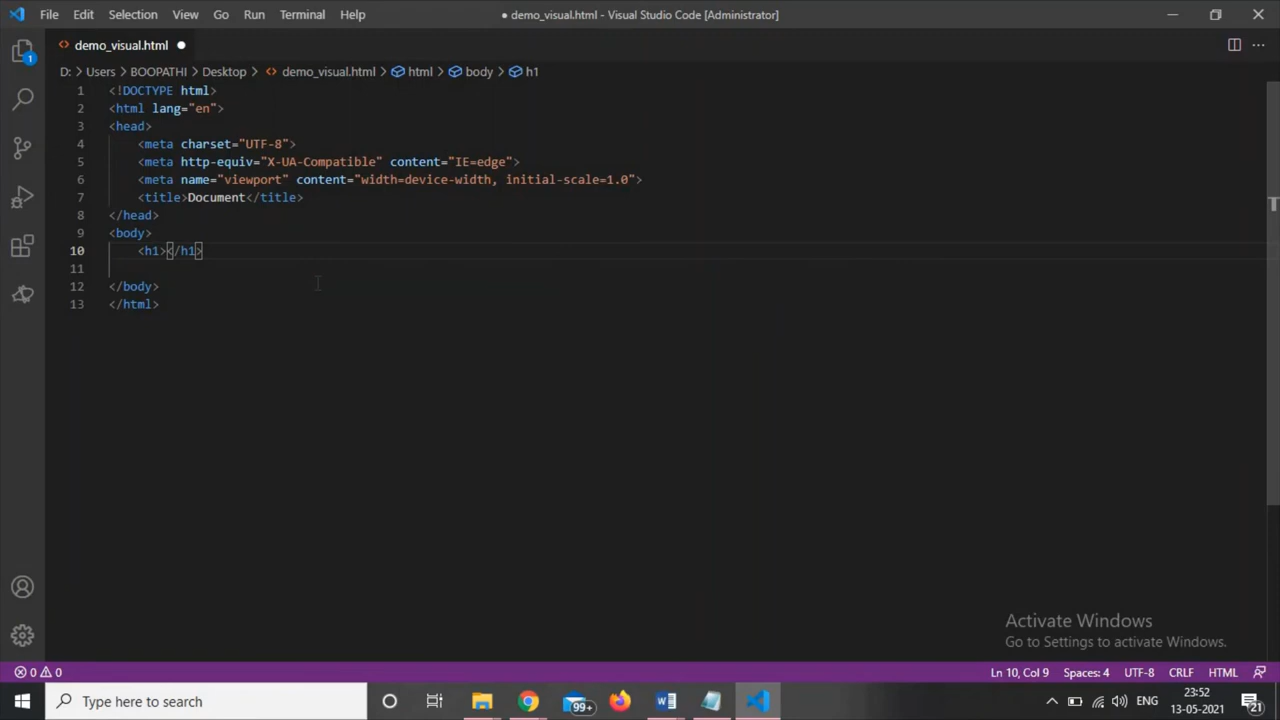 File Edit Selection View Go Run Terminal Help ● demo_visual.html - Visual Studio Code [Administrator]
demo_visual.html ●
D: > Users > BOOPATHI > Desktop > demo_visual.html > html > body > h1
1 <!DOCTYPE html>
2 <html lang="en">
3 <head>
4 <meta charset="UTF-8">
5 <meta http-equiv="X-UA-Compatible" content="IE=edge">
6 <meta name="viewport" content="width=device-width, initial-scale=1.0">
7 <title>Document</title>
8 </head>
9 <body>
10 <h1></h1>
11
12 </body>
13 </html>
1
Activate Windows
Go to Settings to activate Windows.
0 0 Ln 10, Col 9 Spaces: 4 UTF-8 CRLF HTML
Type here to search 99+ ENG 23:52
13-05-2021 21